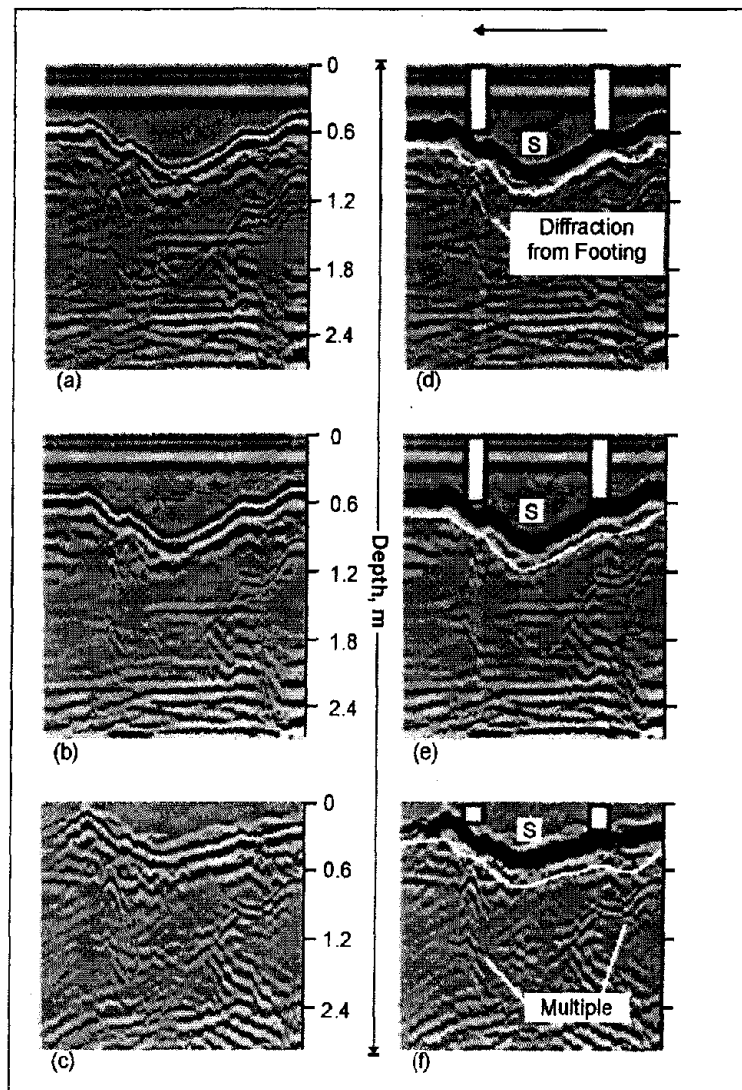 0
0.6
1.2
1.8
2.4
(a)
S
Diffraction
from Footing
(d)
0
0.6
1.2
1.8
2.4
(b)
Depth, m
S
(e)
0
0.6
1.2
2.4
(c)
S
Multiple
(f)